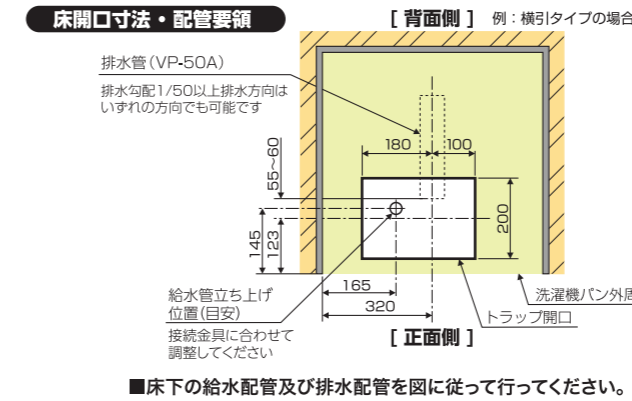 床開口寸法・配管要領
[ 背面側 ] 例：横引タイプの場合
排水管(VP-50A)
排水勾配1/50以上排水方向は
いずれの方向でも可能です
180
100
55~60
200
145
123
165
320
給水管立ち上げ
位置(目安)
接続金具に合わせて
調整してください
洗濯機パン外周
トラップ開口
[ 正面側 ]
■床下の給水配管及び排水配管を図に従って行ってください。